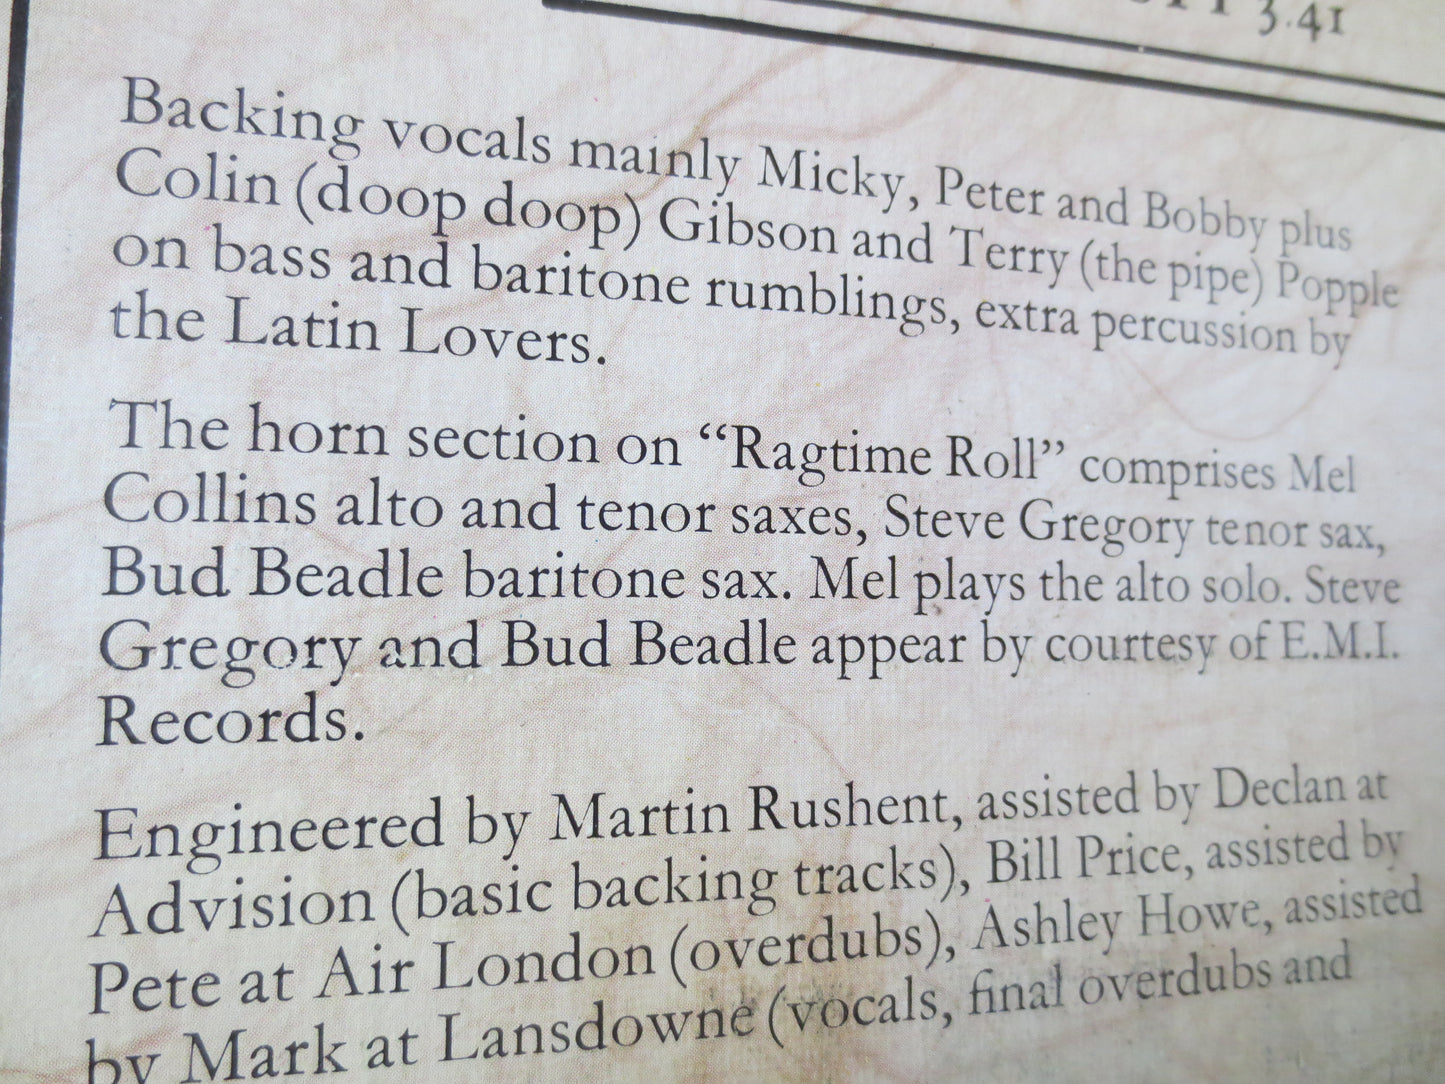 3.41
Backing vocals mainly Micky, Peter and Bobby plus
Colin (doop doop) Gibson and Terry (the pipe) Popple
on bass and baritone rumblings, extra percussion by
the Latin Lovers.
The horn section on “Ragtime Roll” comprises Mel
Collins alto and tenor saxes, Steve Gregory tenor sax,
Bud Beadle baritone sax. Mel plays the alto solo. Steve
Gregory and Bud Beadle appear by courtesy of E.M.I.
Records.
Engineered by Martin Rushent, assisted by Declan at
Advision (basic backing tracks), Bill Price, assisted by
Pete at Air London (overdubs), Ashley Howe, assisted
by Mark at Lansdowne (vocals, final overdubs and